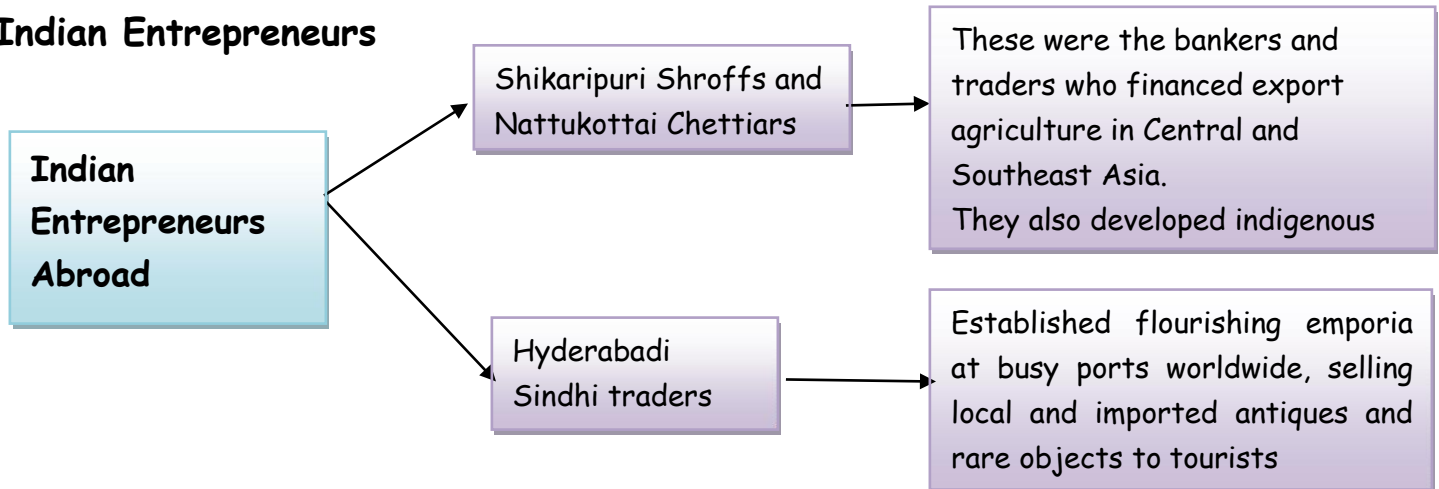 Indian Entrepreneurs
Indian
Entrepreneurs
Abroad
Shikaripuri Shroffs and
Nattukottai Chettiars
These were the bankers and
traders who financed export
agriculture in Central and
Southeast Asia.
They also developed indigenous
Hyderabadi
Sindhi traders
Established flourishing emporia
at busy ports worldwide, selling
local and imported antiques and
rare objects to tourists